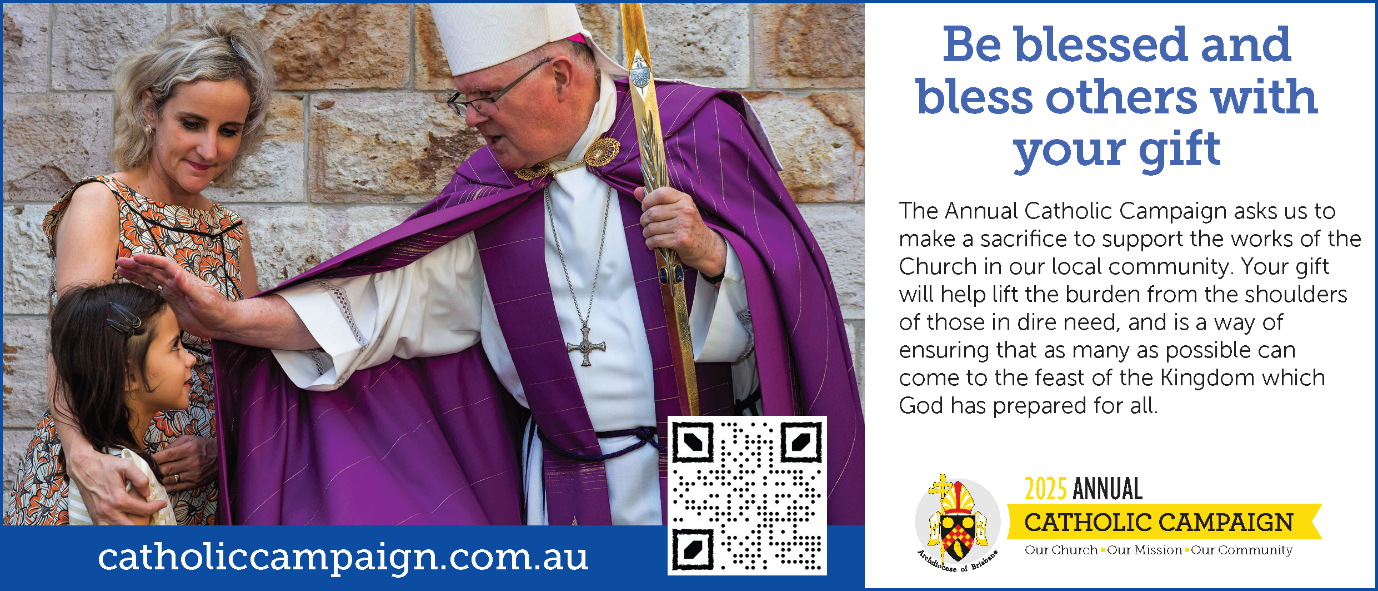 Be blessed and
bless others with
your gift
The Annual Catholic Campaign asks us to
make a sacrifice to support the works of the
Church in our local community. Your gift
will help lift the burden from the shoulders
of those in dire need, and is a way of
ensuring that as many as possible can
come to the feast of the Kingdom which
God has prepared for all.
catholiccampaign.com.au
Archdiocese of Brisbane
2025 ANNUAL
CATHOLIC CAMPAIGN
Our Church • Our Mission • Our Community